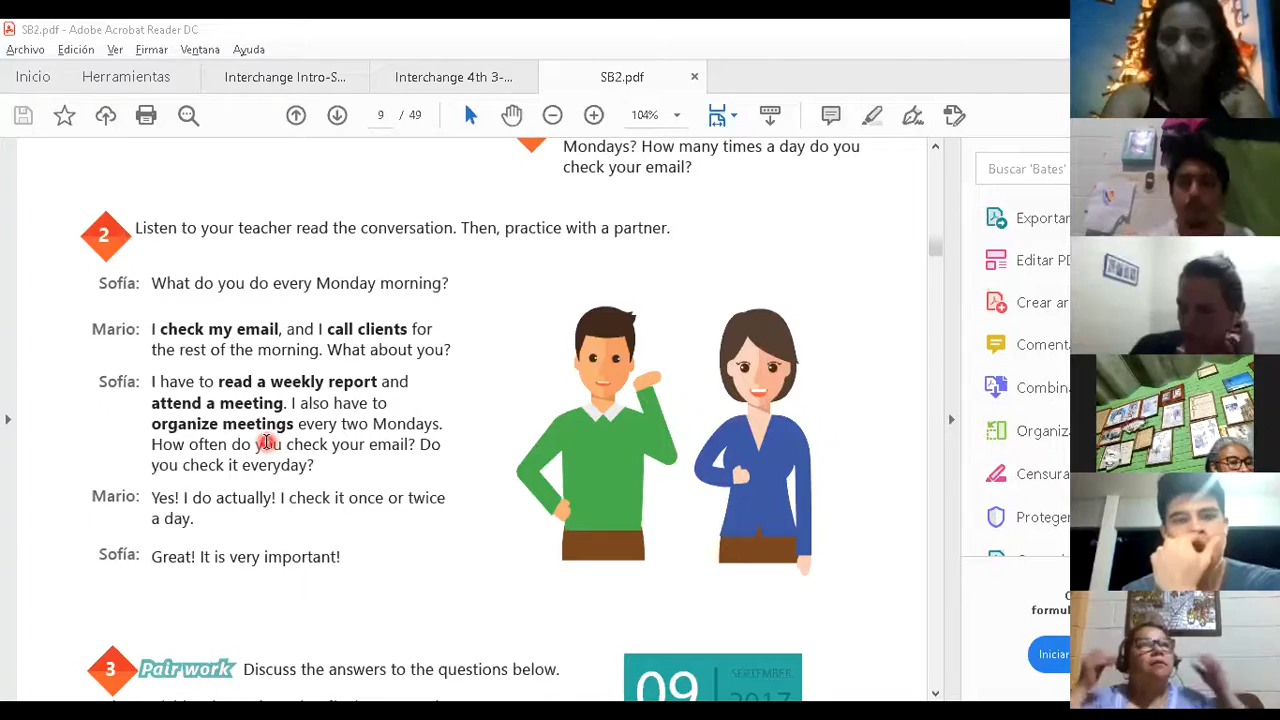 SB2.pdf - Adobe Acrobat Reader DC
Archivo Edición Ver Firmar Ventana Ayuda
Inicio Herramientas Interchange Intro-S... Interchange 4th 3-... SB2.pdf ×
9 / 49 104%
Mondays? How many times a day do you
check your email?
Buscar 'Bates'
2 Listen to your teacher read the conversation. Then, practice with a partner.
Sofía: What do you do every Monday morning?
Mario: I check my email, and I call clients for
the rest of the morning. What about you?
Sofía: I have to read a weekly report and
attend a meeting. I also have to
organize meetings every two Mondays.
How often do you check your email? Do
you check it everyday?
Mario: Yes! I do actually! I check it once or twice
a day.
Sofía: Great! It is very important!
3 Pair work Discuss the answers to the questions below.
09 SEPTEMBER
2017
Exportar
Editar PD
Crear ar
Coment
Combin
Organiz
Censura
Proteger
formul
Iniciar